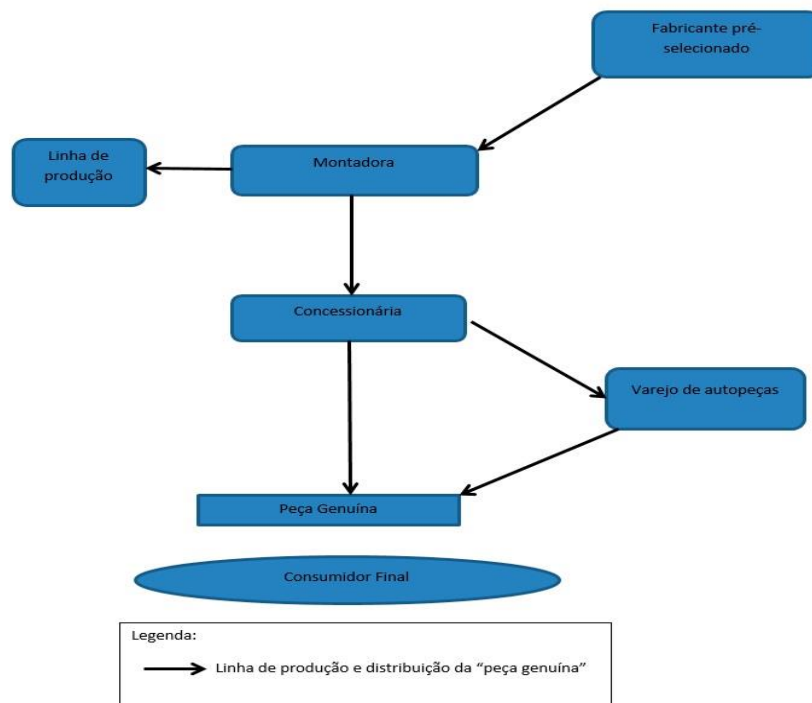 Fabricante pré-
selecionado
Linha de
produção
Montadora
Concessionária
Varejo de autopeças
Peça Genuína
Consumidor Final
Legenda:
Linha de produção e distribuição da “peça genuína”